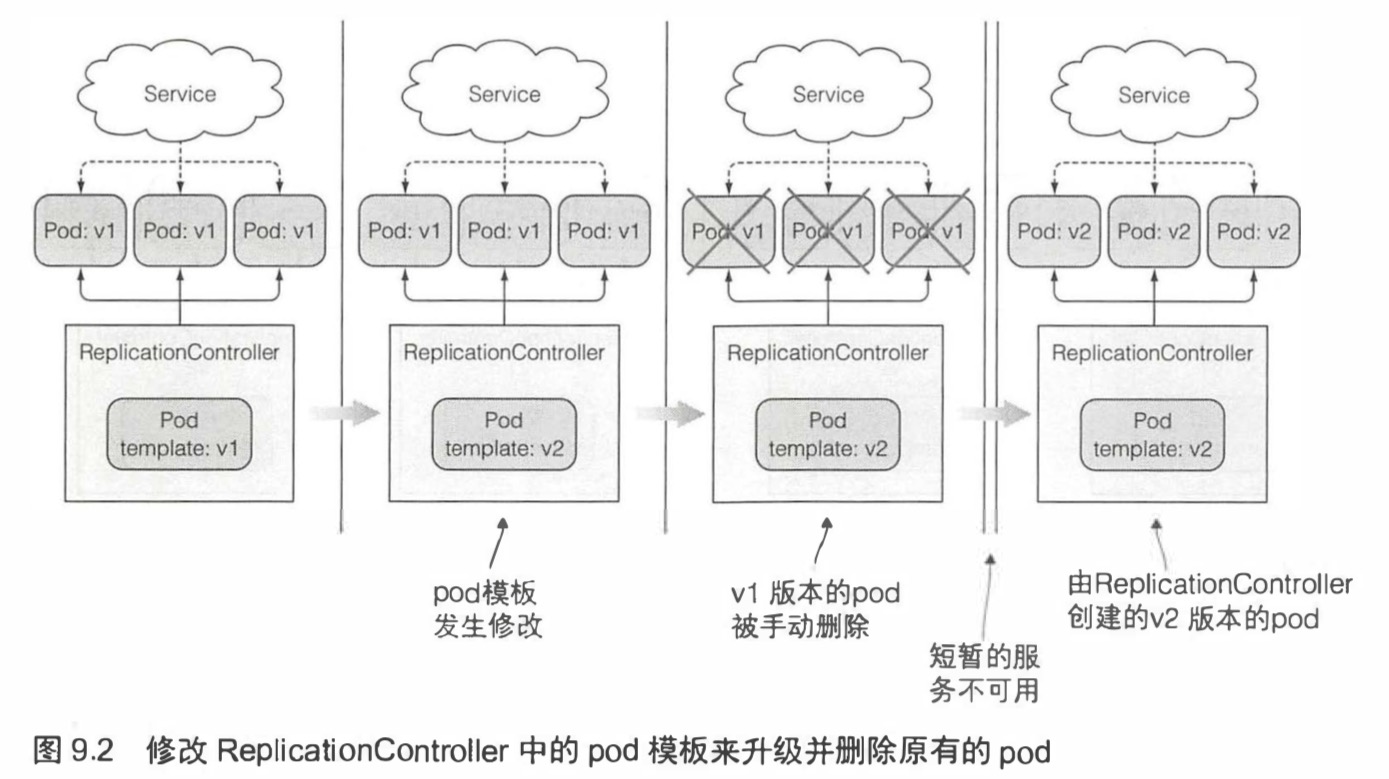 Service
Service
Service
Service
Pod: v1 Pod: v1 Pod: v1
Pod: v1 Pod: v1 Pod: v1
Pod: v1 Pod: v1 Pod: v1
Pod: v2 Pod: v2 Pod: v2
ReplicationController
ReplicationController
ReplicationController
ReplicationController
Pod
template: v1
Pod
template: v2
Pod
template: v2
Pod
template: v2
pod模板
发生修改
v1 版本的pod
被手动删除
短暂的服
务不可用
由ReplicationController
创建的v2 版本的pod
图 9.2 修改 ReplicationController 中的 pod 模板来升级并删除原有的 pod